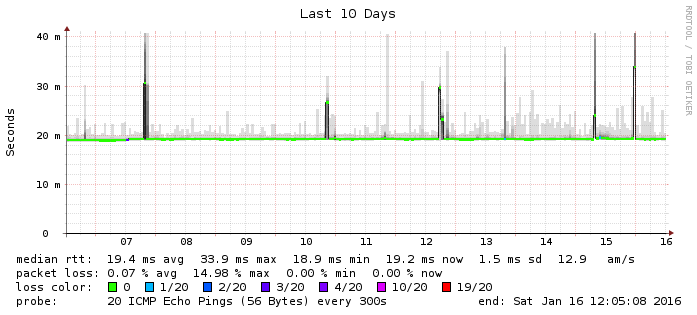 Last 10 Days
RRDTOOL / TOBI OETIKER
Seconds
40 m
30 m
20 m
10 m
0
07 08 09 10 11 12 13 14 15 16
median rtt: 19.4 ms avg 33.9 ms max 18.9 ms min 19.2 ms now 1.5 ms sd 12.9 am/s
packet loss: 0.07 % avg 14.98 % max 0.00 % min 0.00 % now
loss color: 0 1/20 2/20 3/20 4/20 10/20 19/20
probe: 20 ICMP Echo Pings (56 Bytes) every 300s end: Sat Jan 16 12:05:08 2016